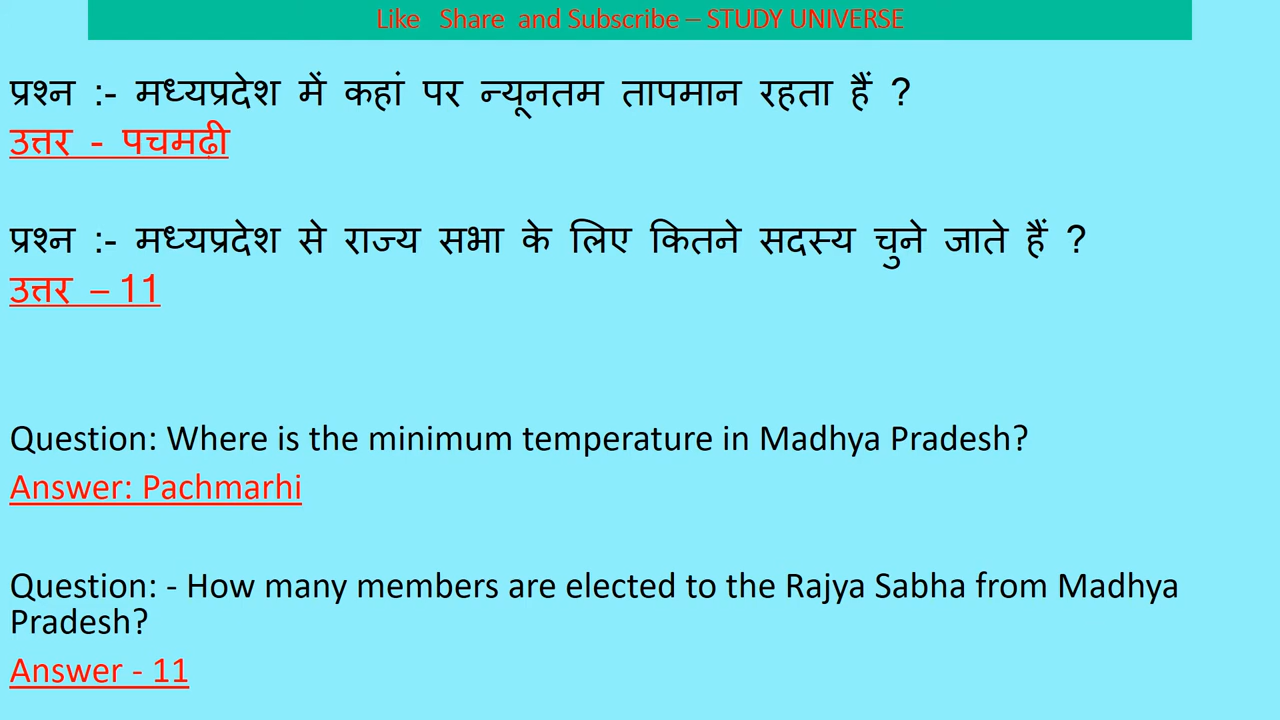 Like Share and Subscribe – STUDY UNIVERSE
प्रश्न :- मध्यप्रदेश में कहां पर न्यूनतम तापमान रहता हैं ?
उत्तर - पचमढ़ी
प्रश्न :- मध्यप्रदेश से राज्य सभा के लिए कितने सदस्य चुने जाते हैं ?
उत्तर – 11
Question: Where is the minimum temperature in Madhya Pradesh?
Answer: Pachmarhi
Question: - How many members are elected to the Rajya Sabha from Madhya
Pradesh?
Answer - 11